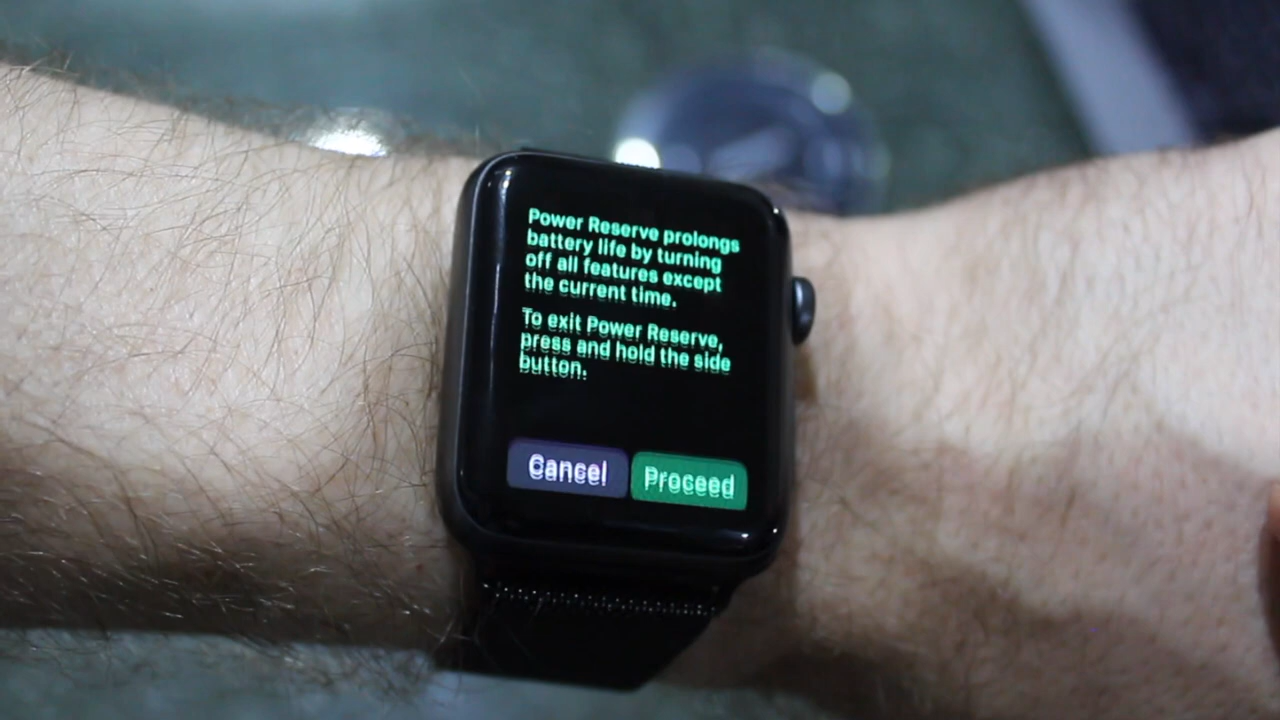 Power Reserve prolongs
battery life by turning
off all features except
the current time.
To exit Power Reserve,
press and hold the side
button.
Cancel Proceed